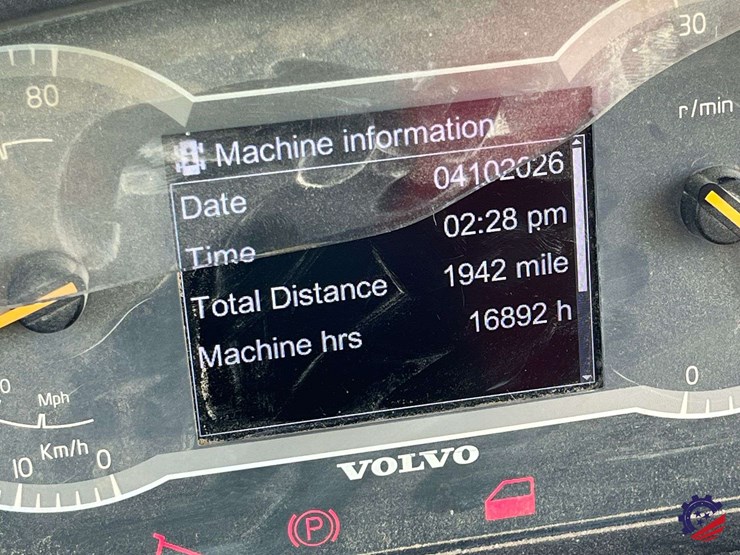 30
80
r/min
Machine information
Date 04102026
Time 02:28 pm
Total Distance 1942 mile
Machine hrs 16892 h
0
Mph
Km/h
10 0
VOLVO
P